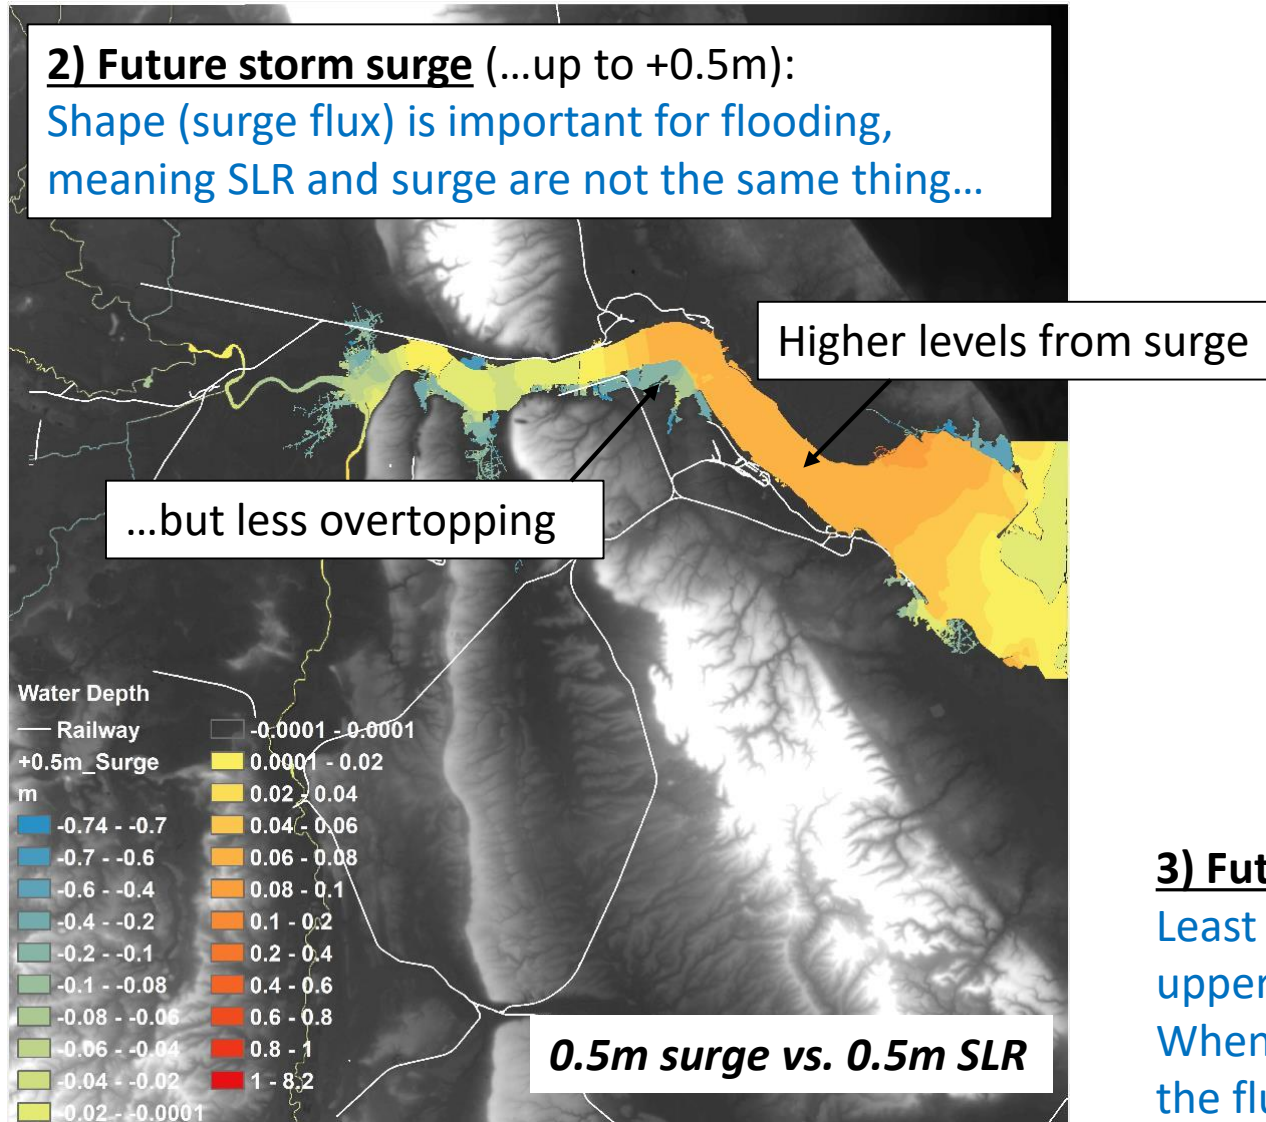 2) Future storm surge (…up to +0.5m):
Shape (surge flux) is important for flooding,
meaning SLR and surge are not the same thing…
Higher levels from surge
…but less overtopping
Water Depth
Railway
+0.5m_Surge
m
-0.74 - -0.7
-0.7 - -0.6
-0.6 - -0.4
-0.4 - -0.2
-0.2 - -0.1
-0.1 - -0.08
-0.08 - -0.06
-0.06 - -0.04
-0.04 - -0.02
-0.02 - -0.0001
-0.0001 - 0.0001
0.0001 - 0.02
0.02 - 0.04
0.04 - 0.06
0.06 - 0.08
0.08 - 0.1
0.1 - 0.2
0.2 - 0.4
0.4 - 0.6
0.6 - 0.8
0.8 - 1
1 - 8.2
0.5m surge vs. 0.5m SLR
3) Fut
Least
upper
When
the flu